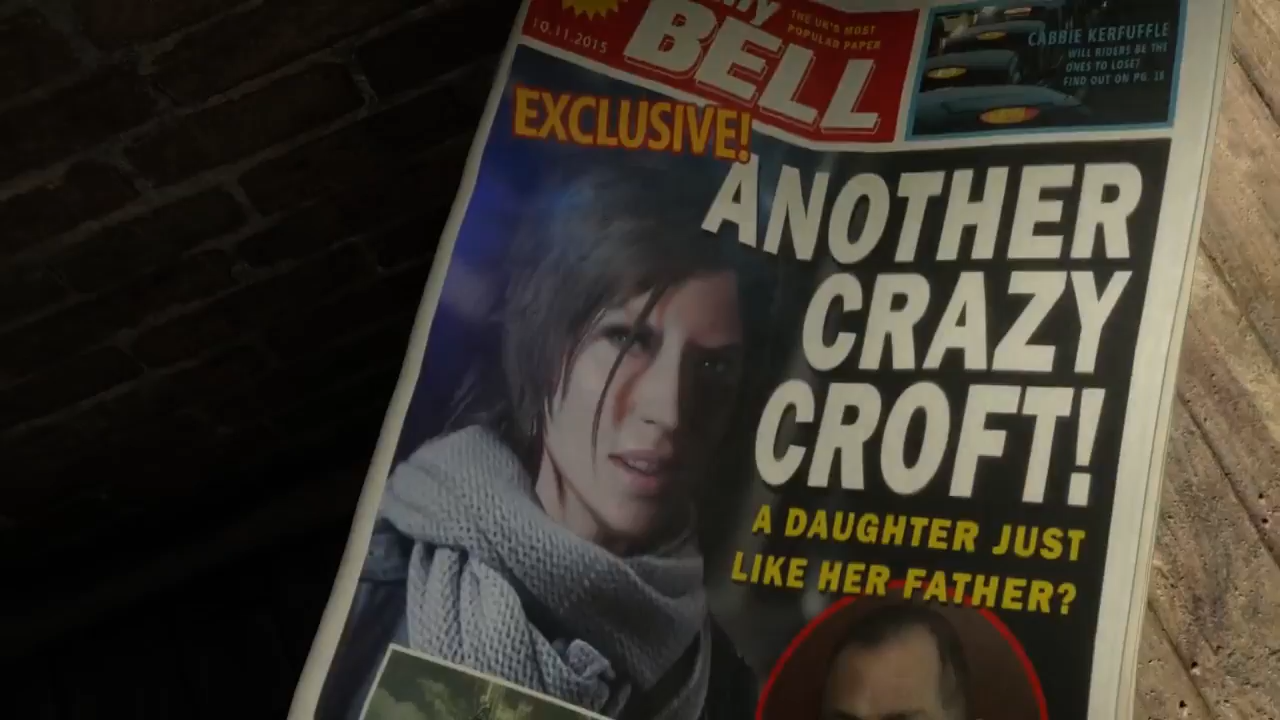 10.11.2015
BELL
THE UK'S MOST
POPULAR PAPER
CABBIE KERFUFFLE
WILL RIDERS BE THE
ONES TO LOSE?
FIND OUT ON PG. 18
EXCLUSIVE!
ANOTHER
CRAZY
CROFT!
A DAUGHTER JUST
LIKE HER FATHER?